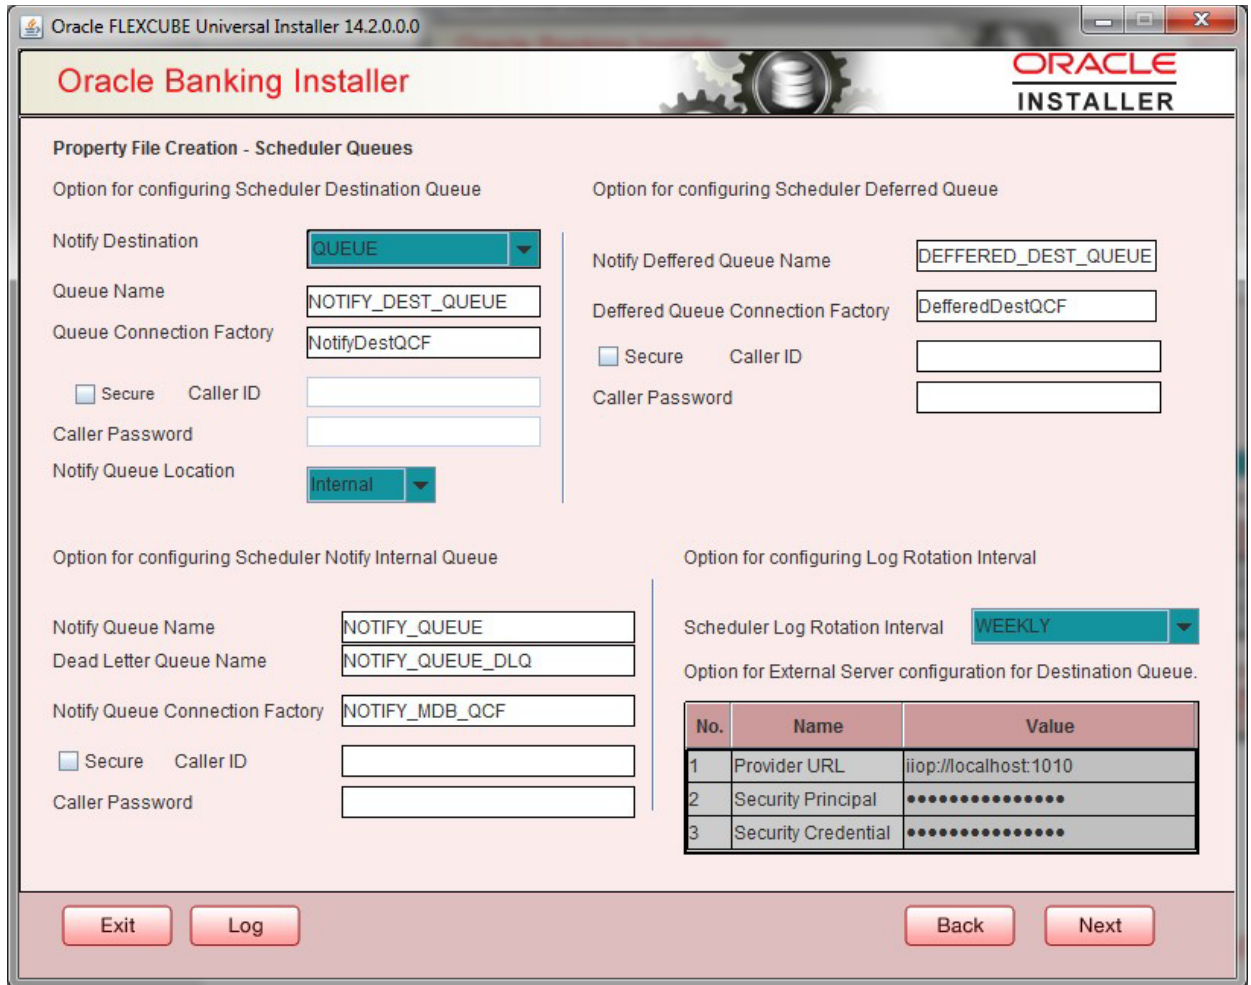 Oracle FLEXCUBE Universal Installer 14.2.0.0.0
Oracle Banking Installer
ORACLE
INSTALLER
Property File Creation - Scheduler Queues
Option for configuring Scheduler Destination Queue
Notify Destination
QUEUE
Queue Name
NOTIFY_DEST_QUEUE
Queue Connection Factory
NotifyDestQCF
Secure Caller ID
Caller Password
Notify Queue Location
Internal
Option for configuring Scheduler Deferred Queue
Notify Deffered Queue Name
DEFFERED_DEST_QUEUE
Deffered Queue Connection Factory
DefferedDestQCF
Secure Caller ID
Caller Password
Option for configuring Scheduler Notify Internal Queue
Notify Queue Name
NOTIFY_QUEUE
Dead Letter Queue Name
NOTIFY_QUEUE_DLQ
Notify Queue Connection Factory
NOTIFY_MDB_QCF
Secure Caller ID
Caller Password
Option for configuring Log Rotation Interval
Scheduler Log Rotation Interval
WEEKLY
Option for External Server configuration for Destination Queue.
No. Name Value
1 Provider URL iiop://localhost:1010
2 Security Principal •••••••••••••••
3 Security Credential •••••••••••••••
Exit
Log
Back
Next